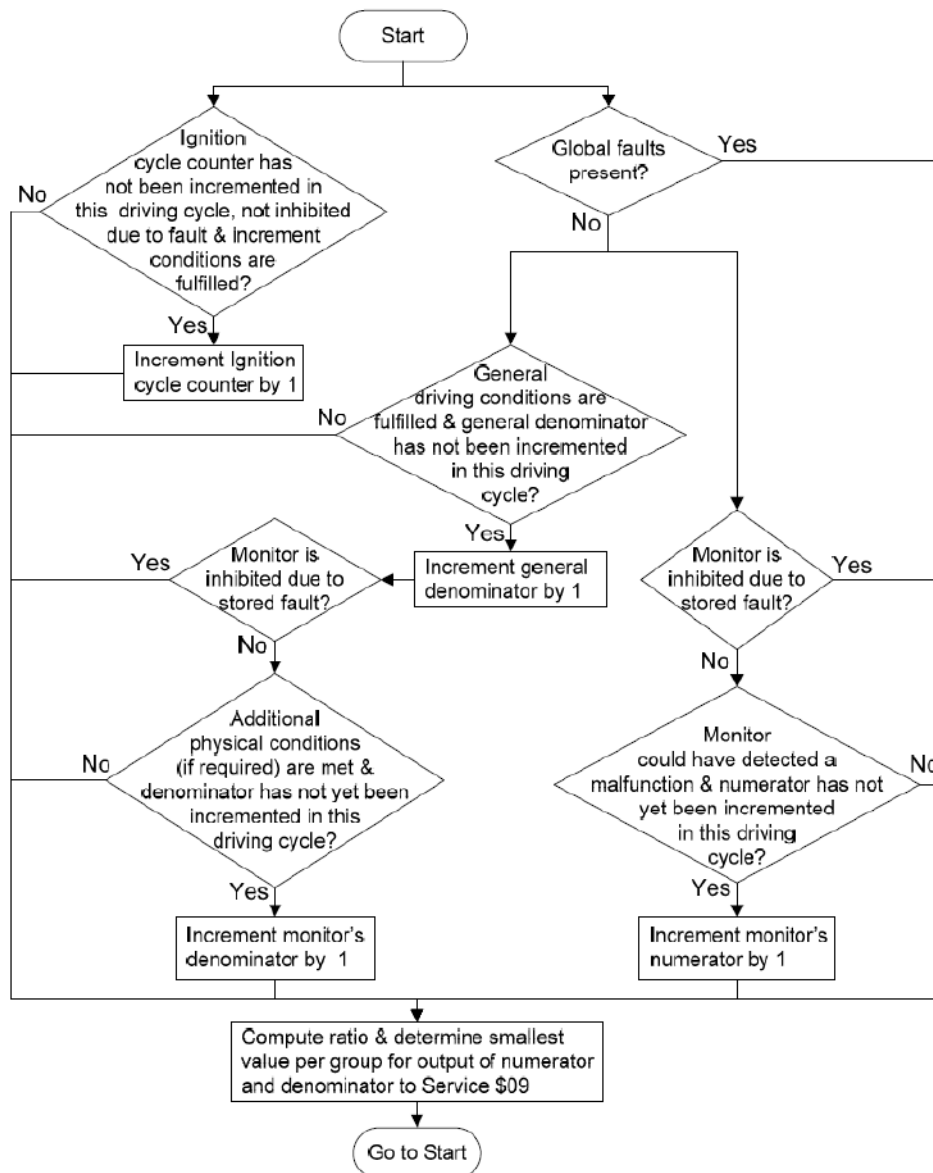 Start
Ignition
cycle counter has
not been incremented in
this driving cycle, not inhibited
due to fault & increment
conditions are
fulfilled?
No
Yes
Global faults
present?
Yes
No
Increment Ignition
cycle counter by 1
General
driving conditions are
fulfilled & general denominator
has not been incremented
in this driving
cycle?
No
Yes
Increment general
denominator by 1
Monitor is
inhibited due to
stored fault?
Yes
No
Monitor is
inhibited due to
stored fault?
Yes
No
Additional
physical conditions
(if required) are met &
denominator has not yet been
incremented in this
driving cycle?
No
Yes
Monitor
could have detected a
malfunction & numerator has not
yet been incremented
in this driving
cycle?
No
Yes
Increment monitor's
denominator by 1
Increment monitor's
numerator by 1
Compute ratio & determine smallest
value per group for output of numerator
and denominator to Service $09
Go to Start